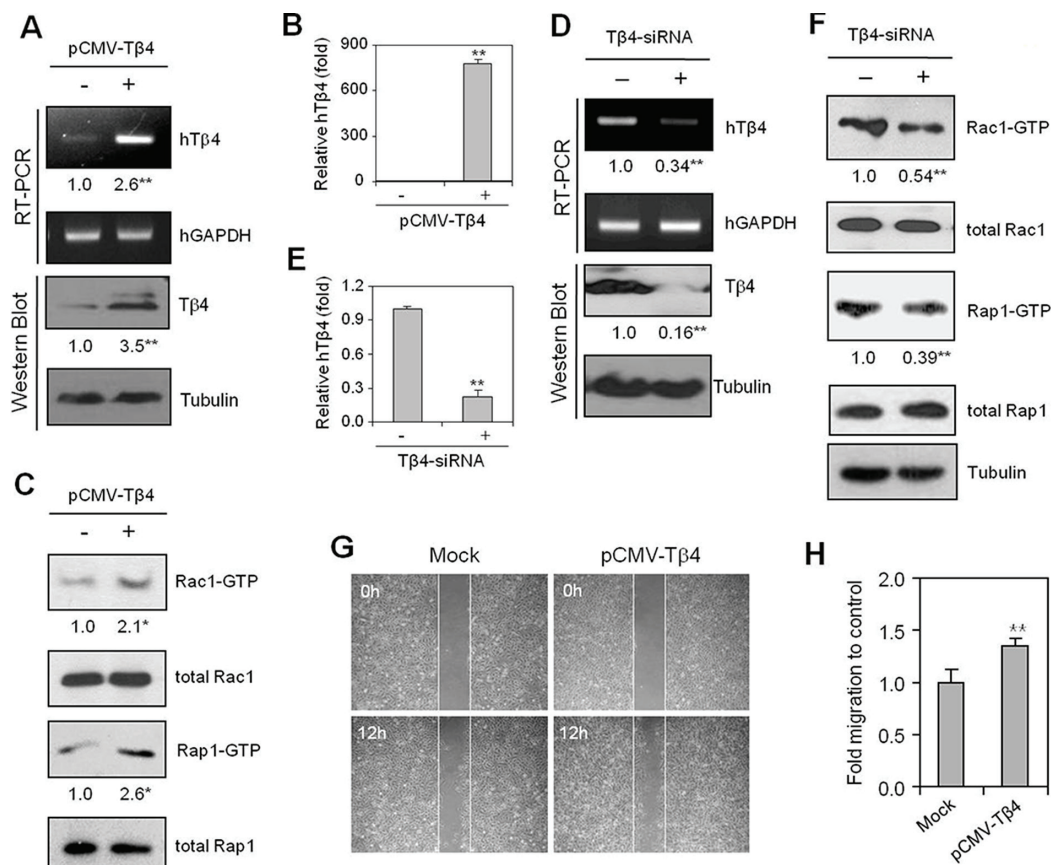 A
pCMV-Tβ4
- +
RT-PCR
hTβ4
1.0 2.6**
hGAPDH
Western Blot
Tβ4
1.0 3.5**
Tubulin
B
Relative hTβ4 (fold)
900
600
300
0
**
- +
pCMV-Tβ4
C
pCMV-Tβ4
- +
Rac1-GTP
1.0 2.1*
total Rac1
Rap1-GTP
1.0 2.6*
total Rap1
D
Tβ4-siRNA
– +
RT-PCR
hTβ4
1.0 0.34**
hGAPDH
Western Blot
Tβ4
1.0 0.16**
Tubulin
E
Relative hTβ4 (fold)
1.2
0.9
0.6
0.3
0.0
**
- +
Tβ4-siRNA
F
Tβ4-siRNA
– +
Rac1-GTP
1.0 0.54**
total Rac1
Rap1-GTP
1.0 0.39**
total Rap1
Tubulin
G
Mock pCMV-Tβ4
0h 0h
12h 12h
H
Fold migration to control
2.0
1.5
1.0
0.5
0.0
**
Mock
pCMV-Tβ4